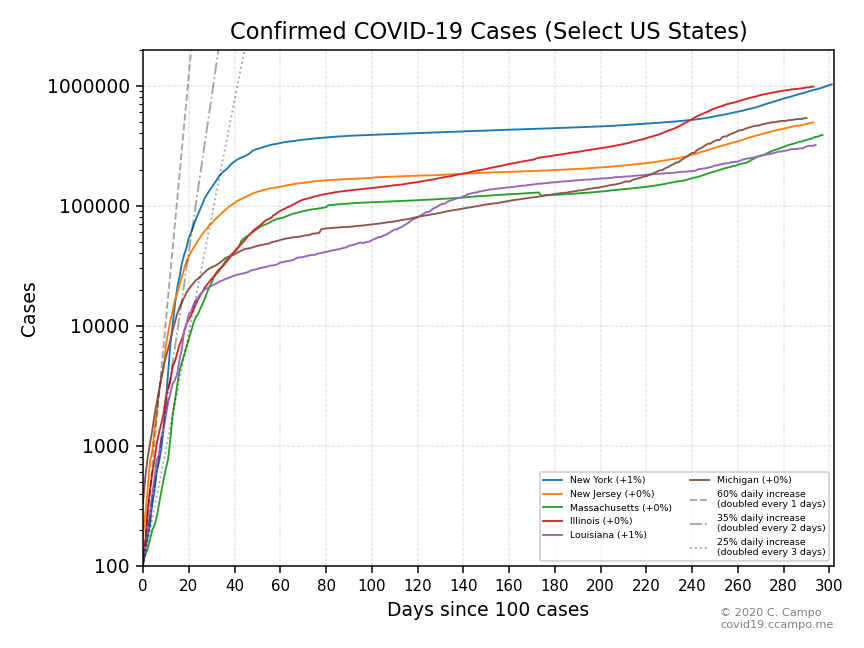 Confirmed COVID-19 Cases (Select US States)
1000000
100000
10000
1000
100
Cases
0 20 40 60 80 100 120 140 160 180 200 220 240 260 280 300
Days since 100 cases
New York (+1%)
New Jersey (+0%)
Massachusetts (+0%)
Illinois (+0%)
Louisiana (+1%)
Michigan (+0%)
60% daily increase
(doubled every 1 days)
35% daily increase
(doubled every 2 days)
25% daily increase
(doubled every 3 days)
© 2020 C. Campo
covid19.ccampo.me